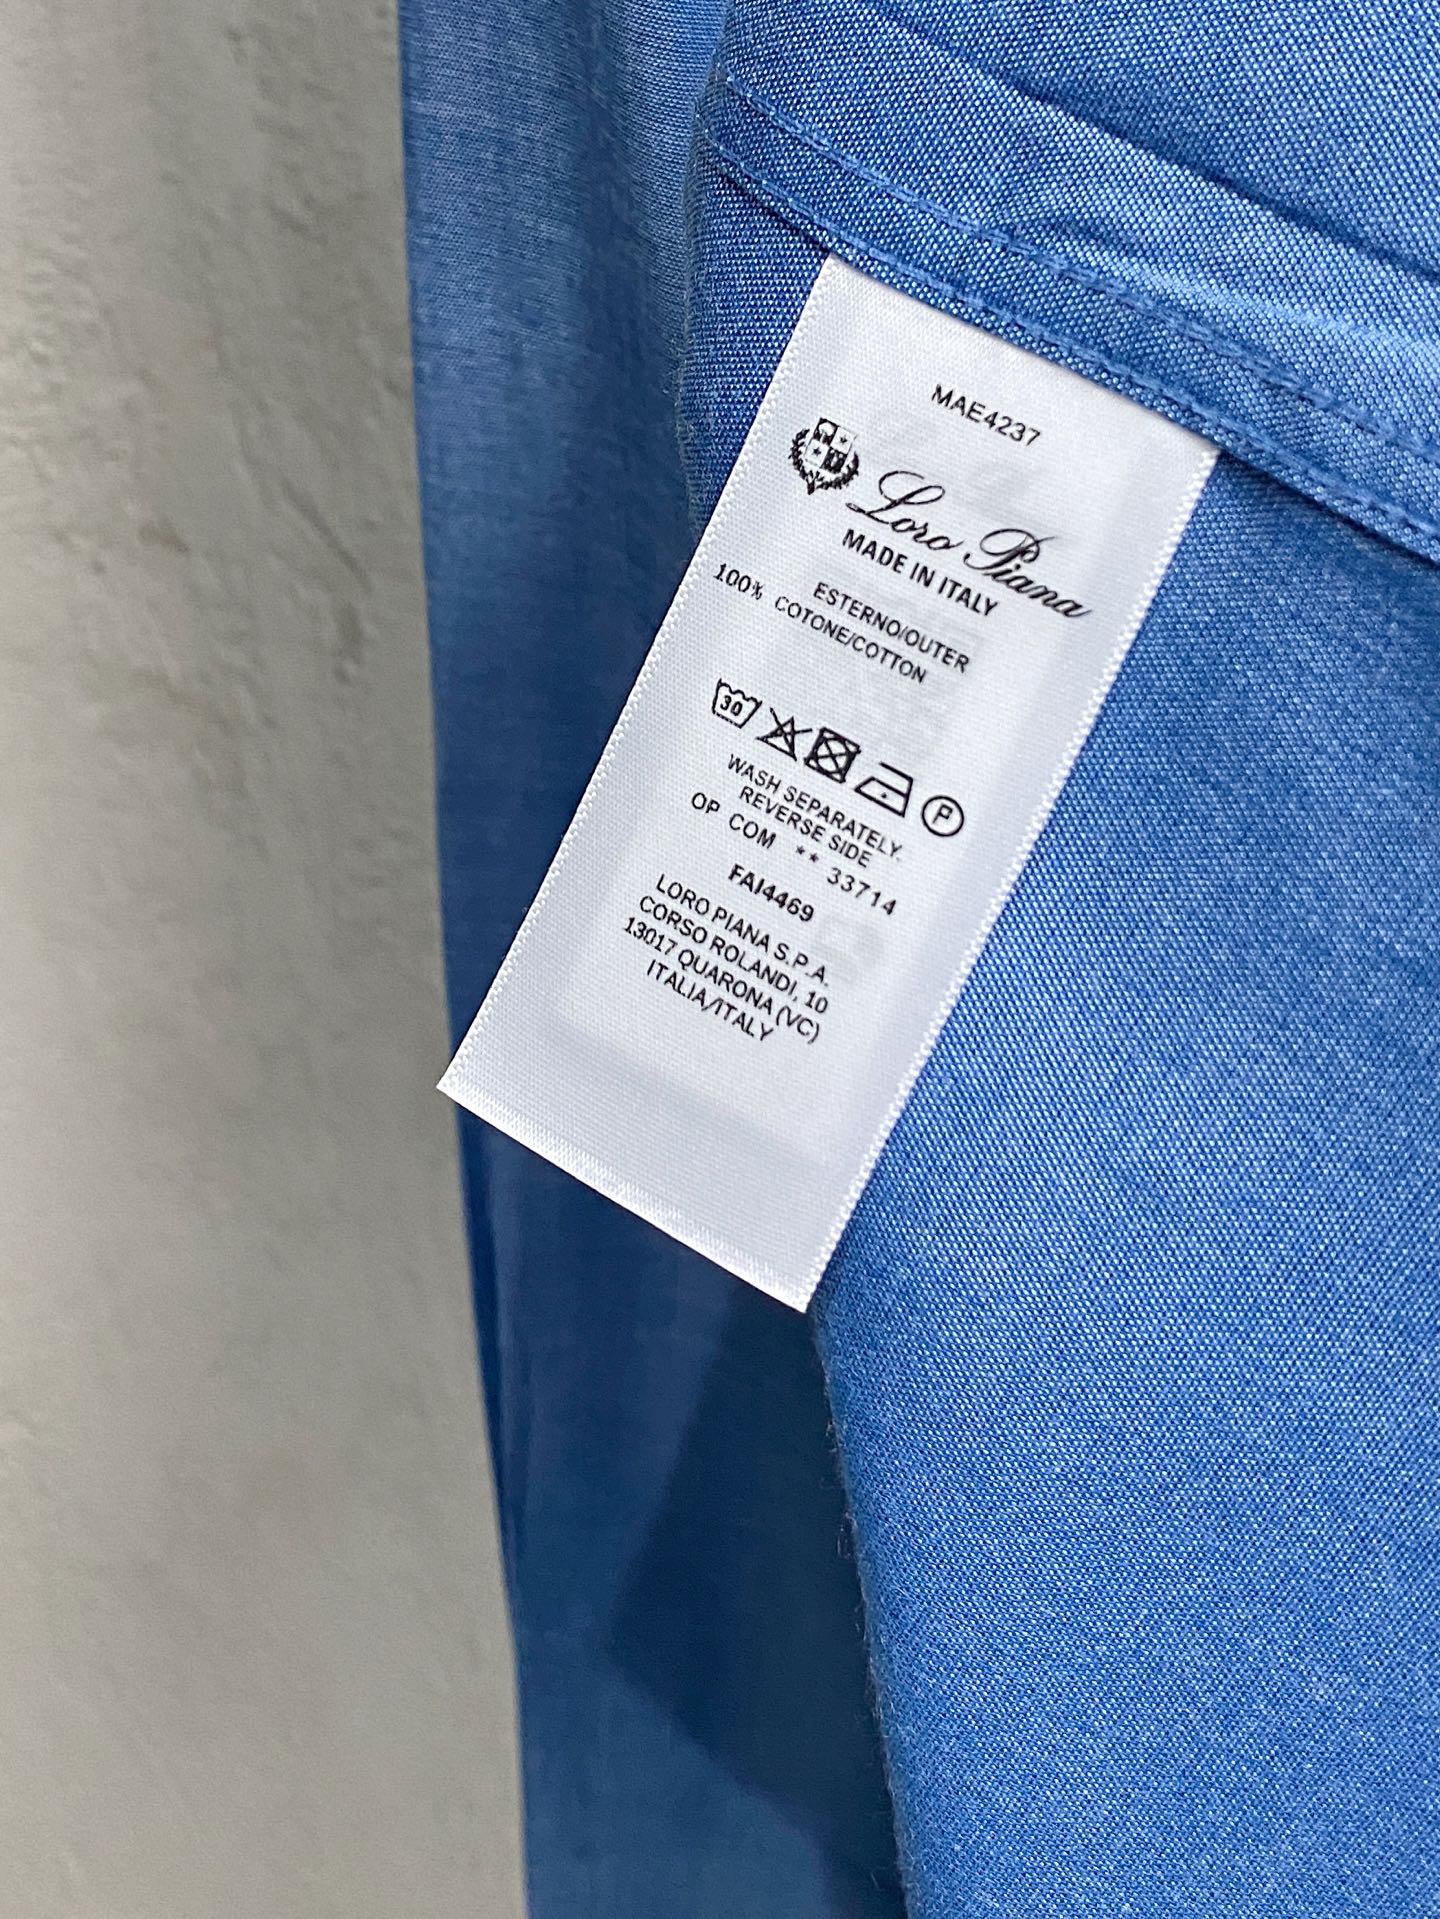 MAE4237
Loro Piana
MADE IN ITALY
ESTERNO/OUTER
100% COTONE/COTTON
30
P
WASH SEPARATELY.
REVERSE SIDE
OP COM ** 33714
FAI4469
LORO PIANA S.P.A.
CORSO ROLANDI, 10
13017 QUARONA (VC)
ITALIA/ITALY